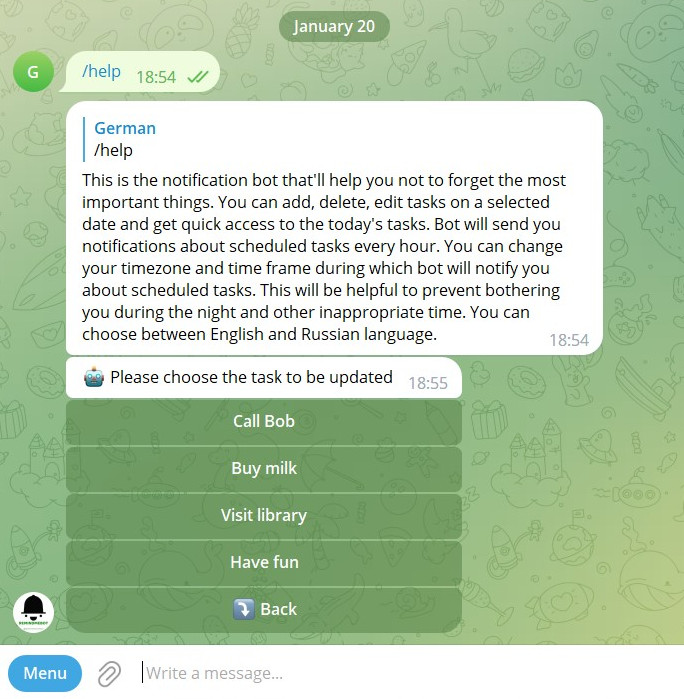 January 20
G
/help 18:54
German
/help
This is the notification bot that'll help you not to forget the most
important things. You can add, delete, edit tasks on a selected
date and get quick access to the today's tasks. Bot will send you
notifications about scheduled tasks every hour. You can change
your timezone and time frame during which bot will notify you
about scheduled tasks. This will be helpful to prevent bothering
you during the night and other inappropriate time. You can
choose between English and Russian language. 18:54
Please choose the task to be updated 18:55
Call Bob
Buy milk
Visit library
Have fun
Back
REMINDMEBOT
Menu Write a message...